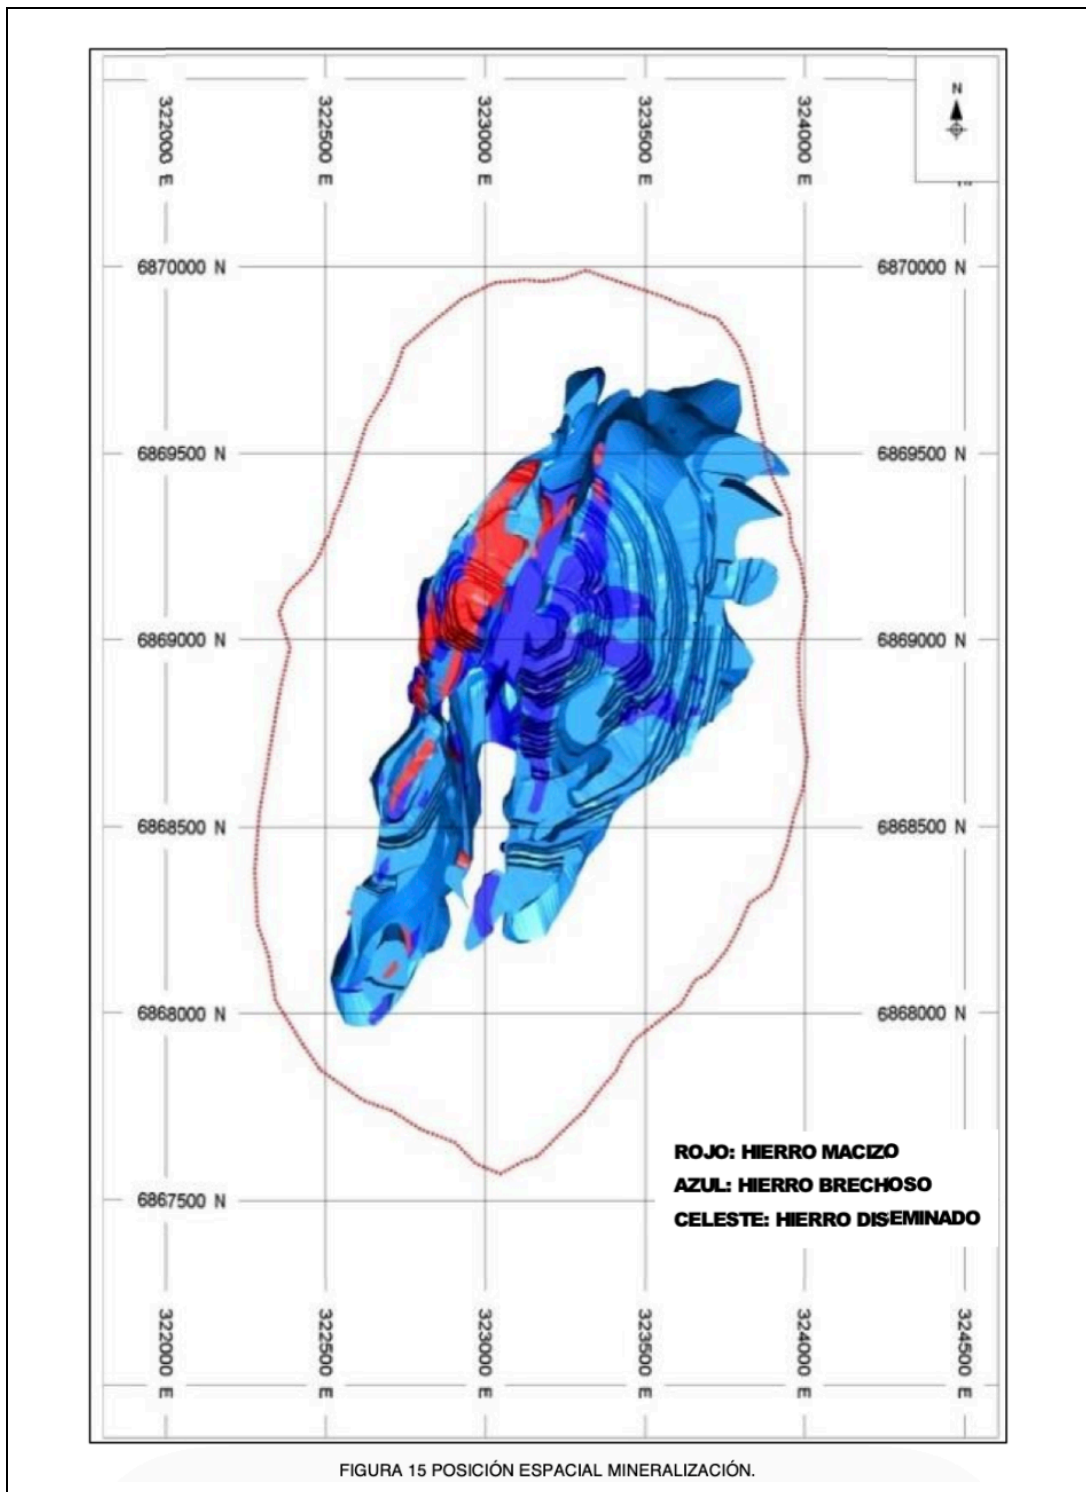 N
322000 E
322500 E
323000 E
323500 E
324000 E
6870000 N
6870000 N
6869500 N
6869500 N
6869000 N
6869000 N
6868500 N
6868500 N
6868000 N
6868000 N
ROJO: HIERRO MACIZO
AZUL: HIERRO BRECHOSO
CELESTE: HIERRO DISEMINADO
6867500 N
322000 E
322500 E
323000 E
323500 E
324000 E
324500 E
FIGURA 15 POSICIÓN ESPACIAL MINERALIZACIÓN.